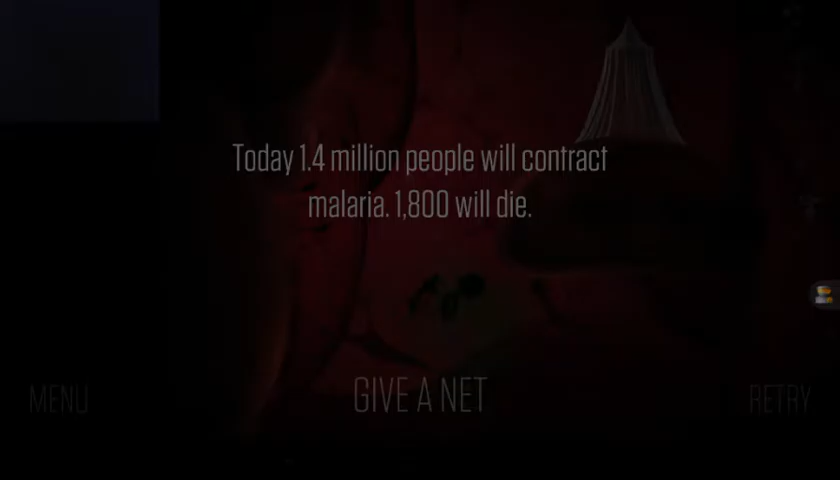 Today 1.4 million people will contract
malaria. 1,800 will die.
MENU
GIVE A NET
RETRY